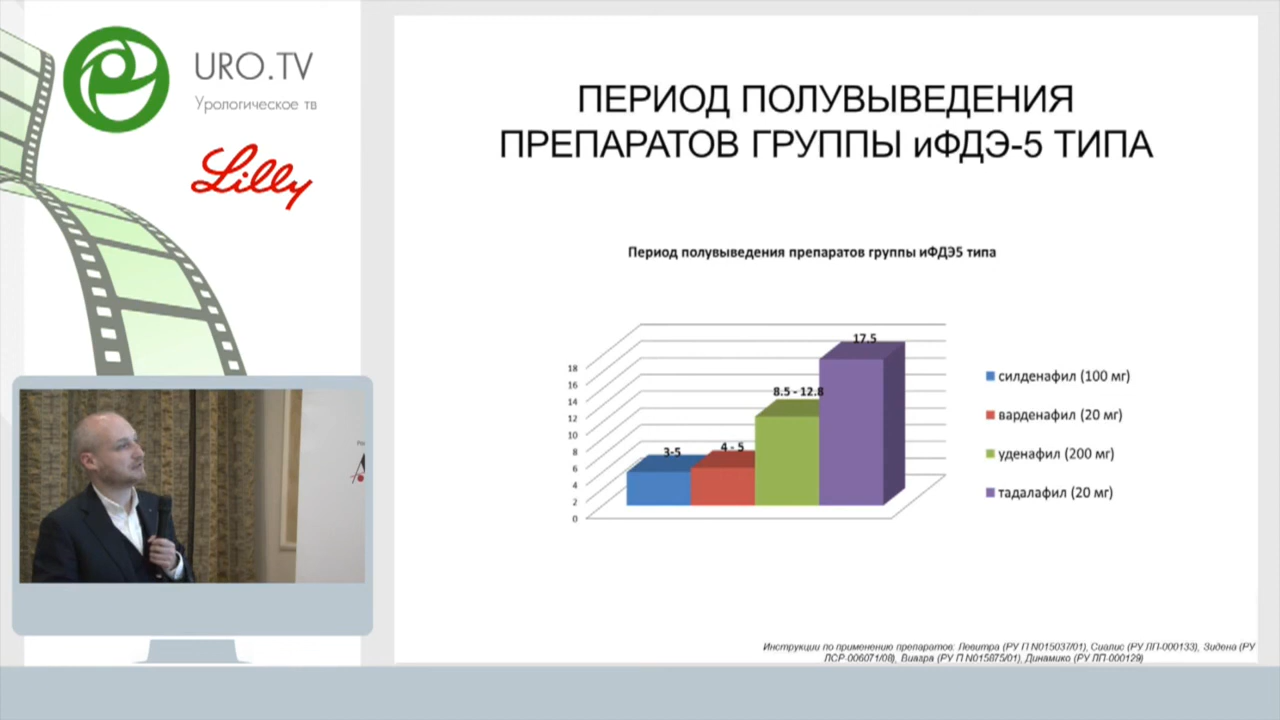 URO.TV
Урологическое тв
Lilly
ПЕРИОД ПОЛУВЫВЕДЕНИЯ
ПРЕПАРАТОВ ГРУППЫ иФДЭ-5 ТИПА
Период полувыведения препаратов группы иФДЭ5 типа
18
16
14
12
10
8
6
4
2
0
3-5
4 - 5
8.5 - 12.8
17.5
силденафил (100 мг)
варденафил (20 мг)
уденафил (200 мг)
тадалафил (20 мг)
Инструкции по применению препаратов: Левитра (РУ П N015037/01), Сиалис (РУ ЛП-000133), Зидена (РУ
ЛСР-006071/08), Виагра (РУ П N015875/01), Динамико (РУ ЛП-000129)